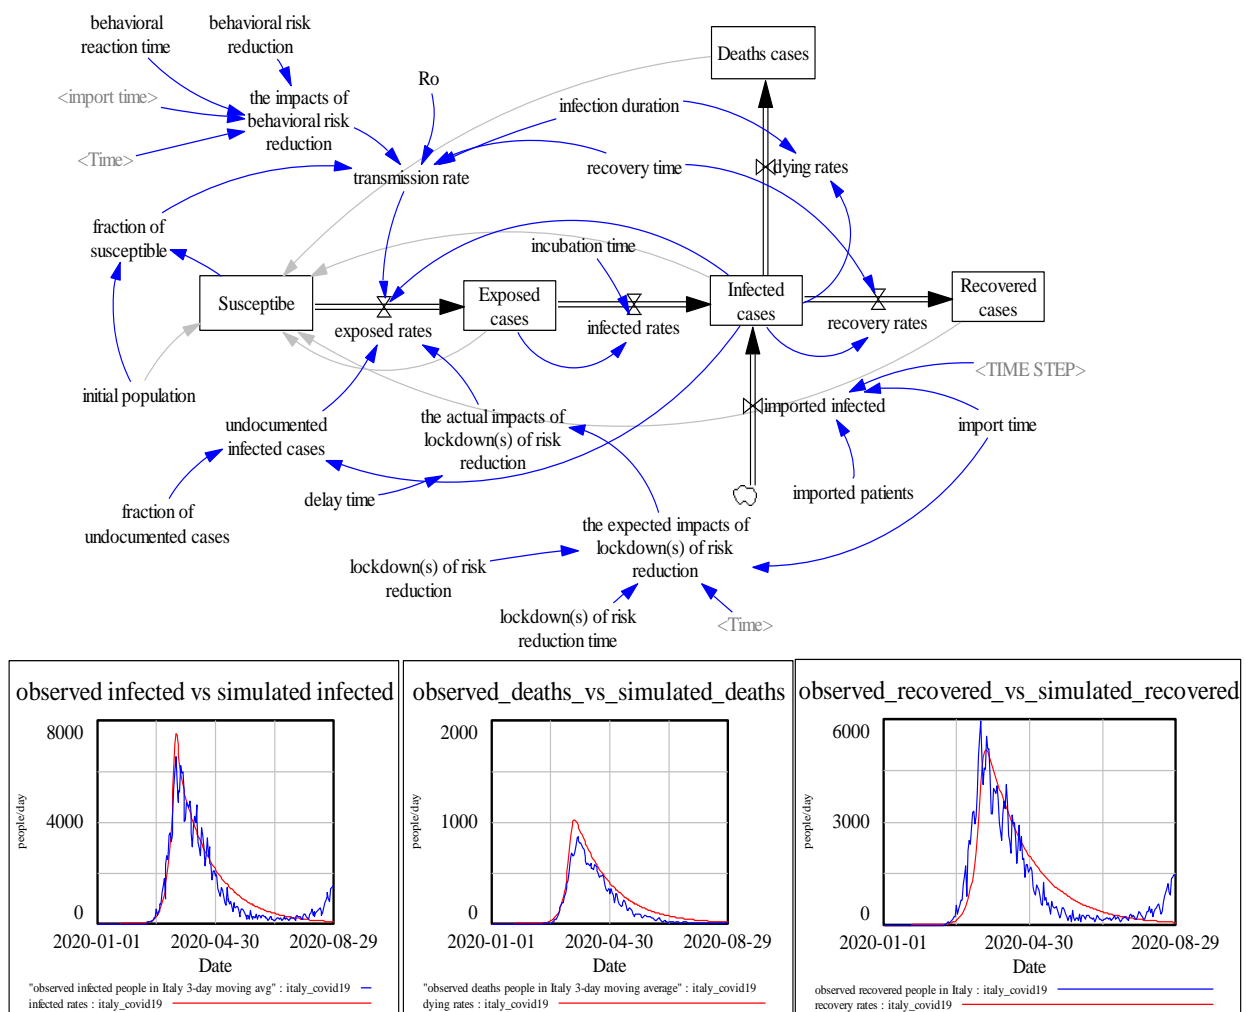 behavioral
reaction time
behavioral risk
reduction
Deaths cases
<import time>
the impacts of
behavioral risk
reduction
Ro
infection duration
<Time>
transmission rate
recovery time
dying rates
fraction of
susceptible
incubation time
Susceptibe
Exposed
cases
Infected
cases
Recovered
cases
exposed rates
infected rates
recovery rates
<TIME STEP>
initial population
undocumented
infected cases
the actual impacts of
lockdown(s) of risk
reduction
imported infected
import time
delay time
imported patients
fraction of
undocumented cases
the expected impacts of
lockdown(s) of risk
reduction
lockdown(s) of risk
reduction
lockdown(s) of risk
reduction time
<Time>
observed infected vs simulated infected
8000
4000
0
people/day
2020-01-01 2020-04-30 2020-08-29
Date
"observed infected people in Italy 3-day moving avg" : italy_covid19
infected rates : italy_covid19
observed_deaths_vs_simulated_deaths
2000
1000
0
people/day
2020-01-01 2020-04-30 2020-08-29
Date
"observed deaths people in Italy 3-day moving average" : italy_covid19
dying rates : italy_covid19
observed_recovered_vs_simulated_recovered
6000
3000
0
people/day
2020-01-01 2020-04-30 2020-08-29
Date
observed recovered people in Italy : italy_covid19
recovery rates : italy_covid19